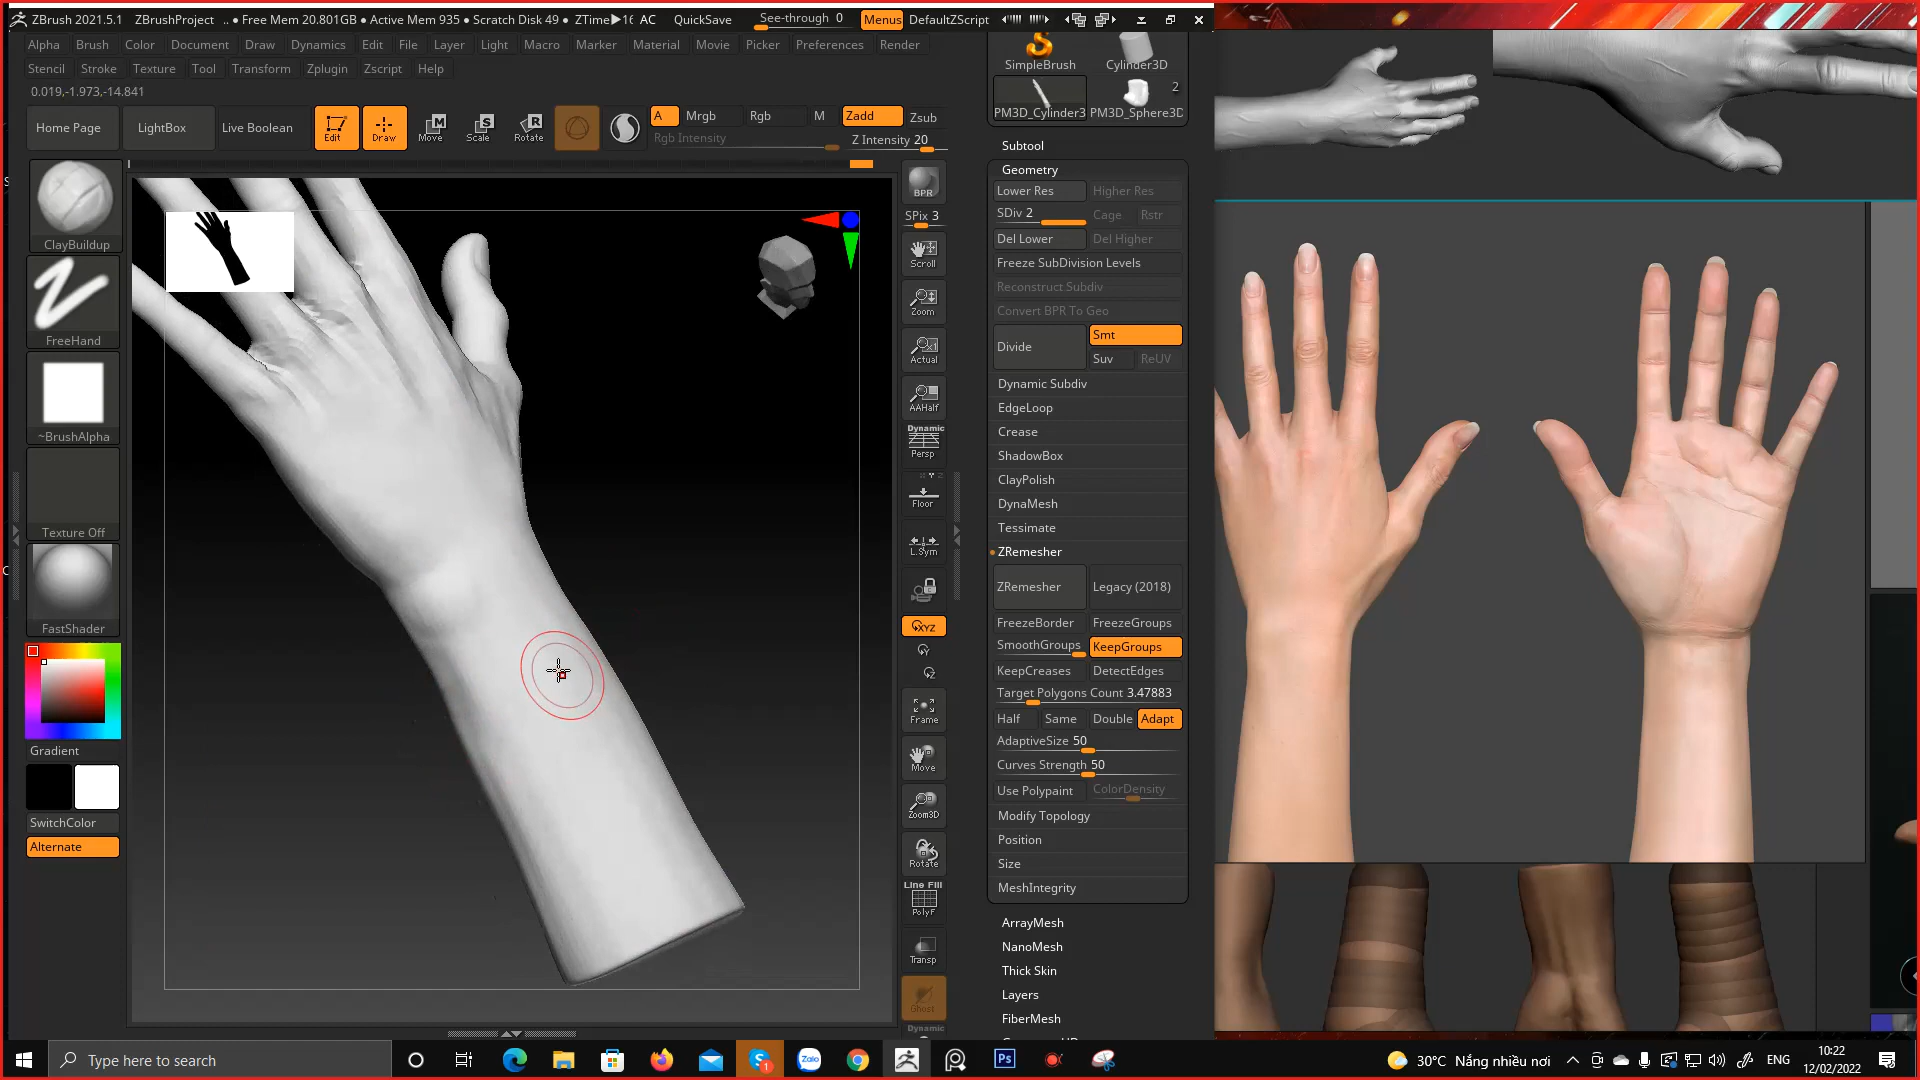 ZBrush 2021.5.1 ZBrushProject .. ● Free Mem 20.801GB ● Active Mem 935 ● Scratch Disk 49 ● ZTime▶16 AC QuickSave See-through 0 Menus DefaultZScript
Alpha Brush Color Document Draw Dynamics Edit File Layer Light Macro Marker Material Movie Picker Preferences Render
Stencil Stroke Texture Tool Transform Zplugin Zscript Help
0.019,-1.973,-14.841
Home Page LightBox Live Boolean Edit Draw Move Scale Rotate A Mrgb Rgb M Zadd Zsub
Rgb Intensity Z Intensity 20
ClayBuildup
FreeHand
~BrushAlpha
Texture Off
FastShader
Gradient
SwitchColor
Alternate
BPR
SPix 3
Scroll
Zoom
Actual
AAHalf
Dynamic
Persp
Floor
L.Sym
XYZ
Frame
Move
Zoom3D
Rotate
Line Fill
PolyF
Transp
Ghost
Dynamic
SimpleBrush Cylinder3D
2
PM3D_Cylinder3 PM3D_Sphere3D
Subtool
Geometry
Lower Res Higher Res
SDiv 2 Cage Rstr
Del Lower Del Higher
Freeze SubDivision Levels
Reconstruct Subdiv
Convert BPR To Geo
Divide Smt
Suv ReUV
Dynamic Subdiv
EdgeLoop
Crease
ShadowBox
ClayPolish
DynaMesh
Tessimate
ZRemesher
ZRemesher Legacy (2018)
FreezeBorder FreezeGroups
SmoothGroups KeepGroups
KeepCreases DetectEdges
Target Polygons Count 3.47883
Half Same Double Adapt
AdaptiveSize 50
Curves Strength 50
Use Polypaint ColorDensity
Modify Topology
Position
Size
MeshIntegrity
ArrayMesh
NanoMesh
Thick Skin
Layers
FiberMesh
Type here to search
Zalo
Ps
30°C Nắng nhiều nơi
ENG
10:22
12/02/2022